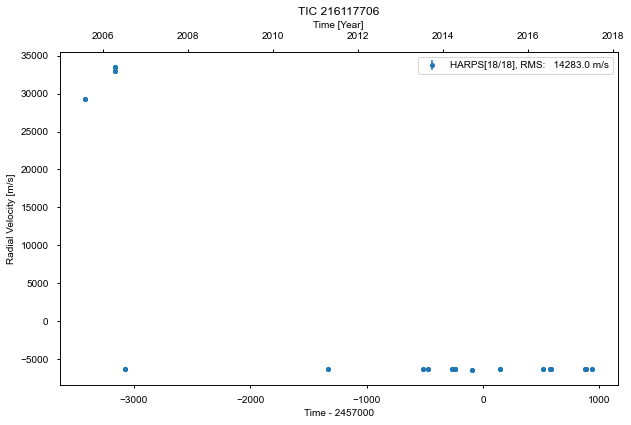 TIC 216117706
Time [Year]
2006 2008 2010 2012 2014 2016 2018
HARPS[18/18], RMS: 14283.0 m/s
Radial Velocity [m/s]
35000
30000
25000
20000
15000
10000
5000
0
−5000
−3000 −2000 −1000 0 1000
Time - 2457000